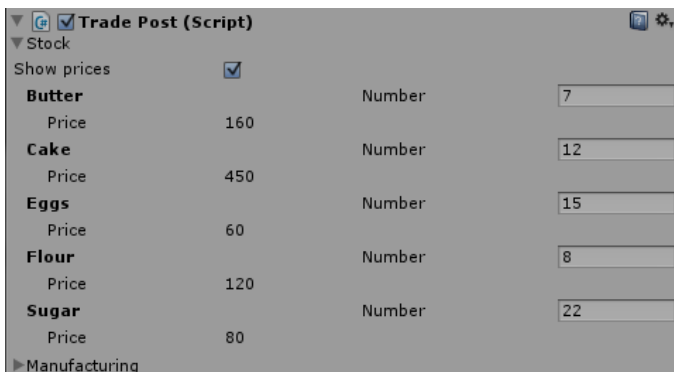 Trade Post (Script)
Stock
Show prices
Butter Number 7
Price 160
Cake Number 12
Price 450
Eggs Number 15
Price 60
Flour Number 8
Price 120
Sugar Number 22
Price 80
Manufacturing